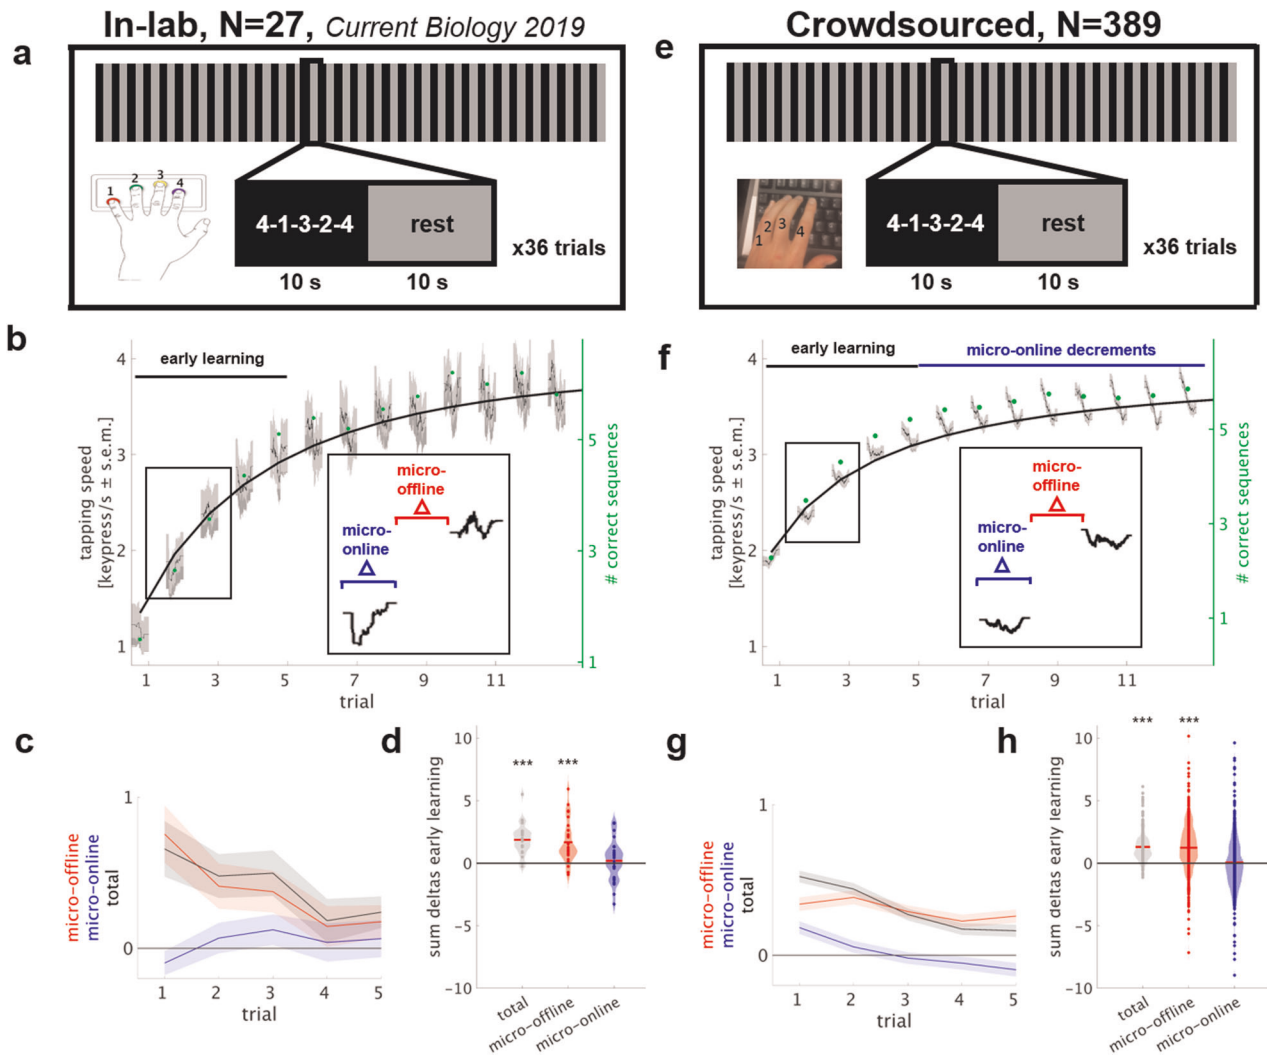 In-lab, N=27, Current Biology 2019
a
1 2 3 4
4-1-3-2-4 rest
x36 trials
10 s 10 s
Crowdsourced, N=389
e
1 2 3 4
4-1-3-2-4 rest
x36 trials
10 s 10 s
b
early learning
tapping speed
[keypress/s ± s.e.m.]
4
3
2
1
micro-
offline
Δ
micro-
online
Δ
5
3
1
# correct sequences
1 3 5 7 9 11
trial
f
early learning
micro-online decrements
tapping speed
[keypress/s ± s.e.m.]
4
3
2
1
micro-
offline
Δ
micro-
online
Δ
5
3
1
# correct sequences
1 3 5 7 9 11
trial
c
micro-offline
micro-online
total
1
0
1 2 3 4 5
trial
d
sum deltas early learning
10
5
0
-5
-10
*** ***
total
micro-offline
micro-online
g
micro-offline
micro-online
total
1
0
1 2 3 4 5
trial
h
sum deltas early learning
10
5
0
-5
-10
*** ***
total
micro-offline
micro-online